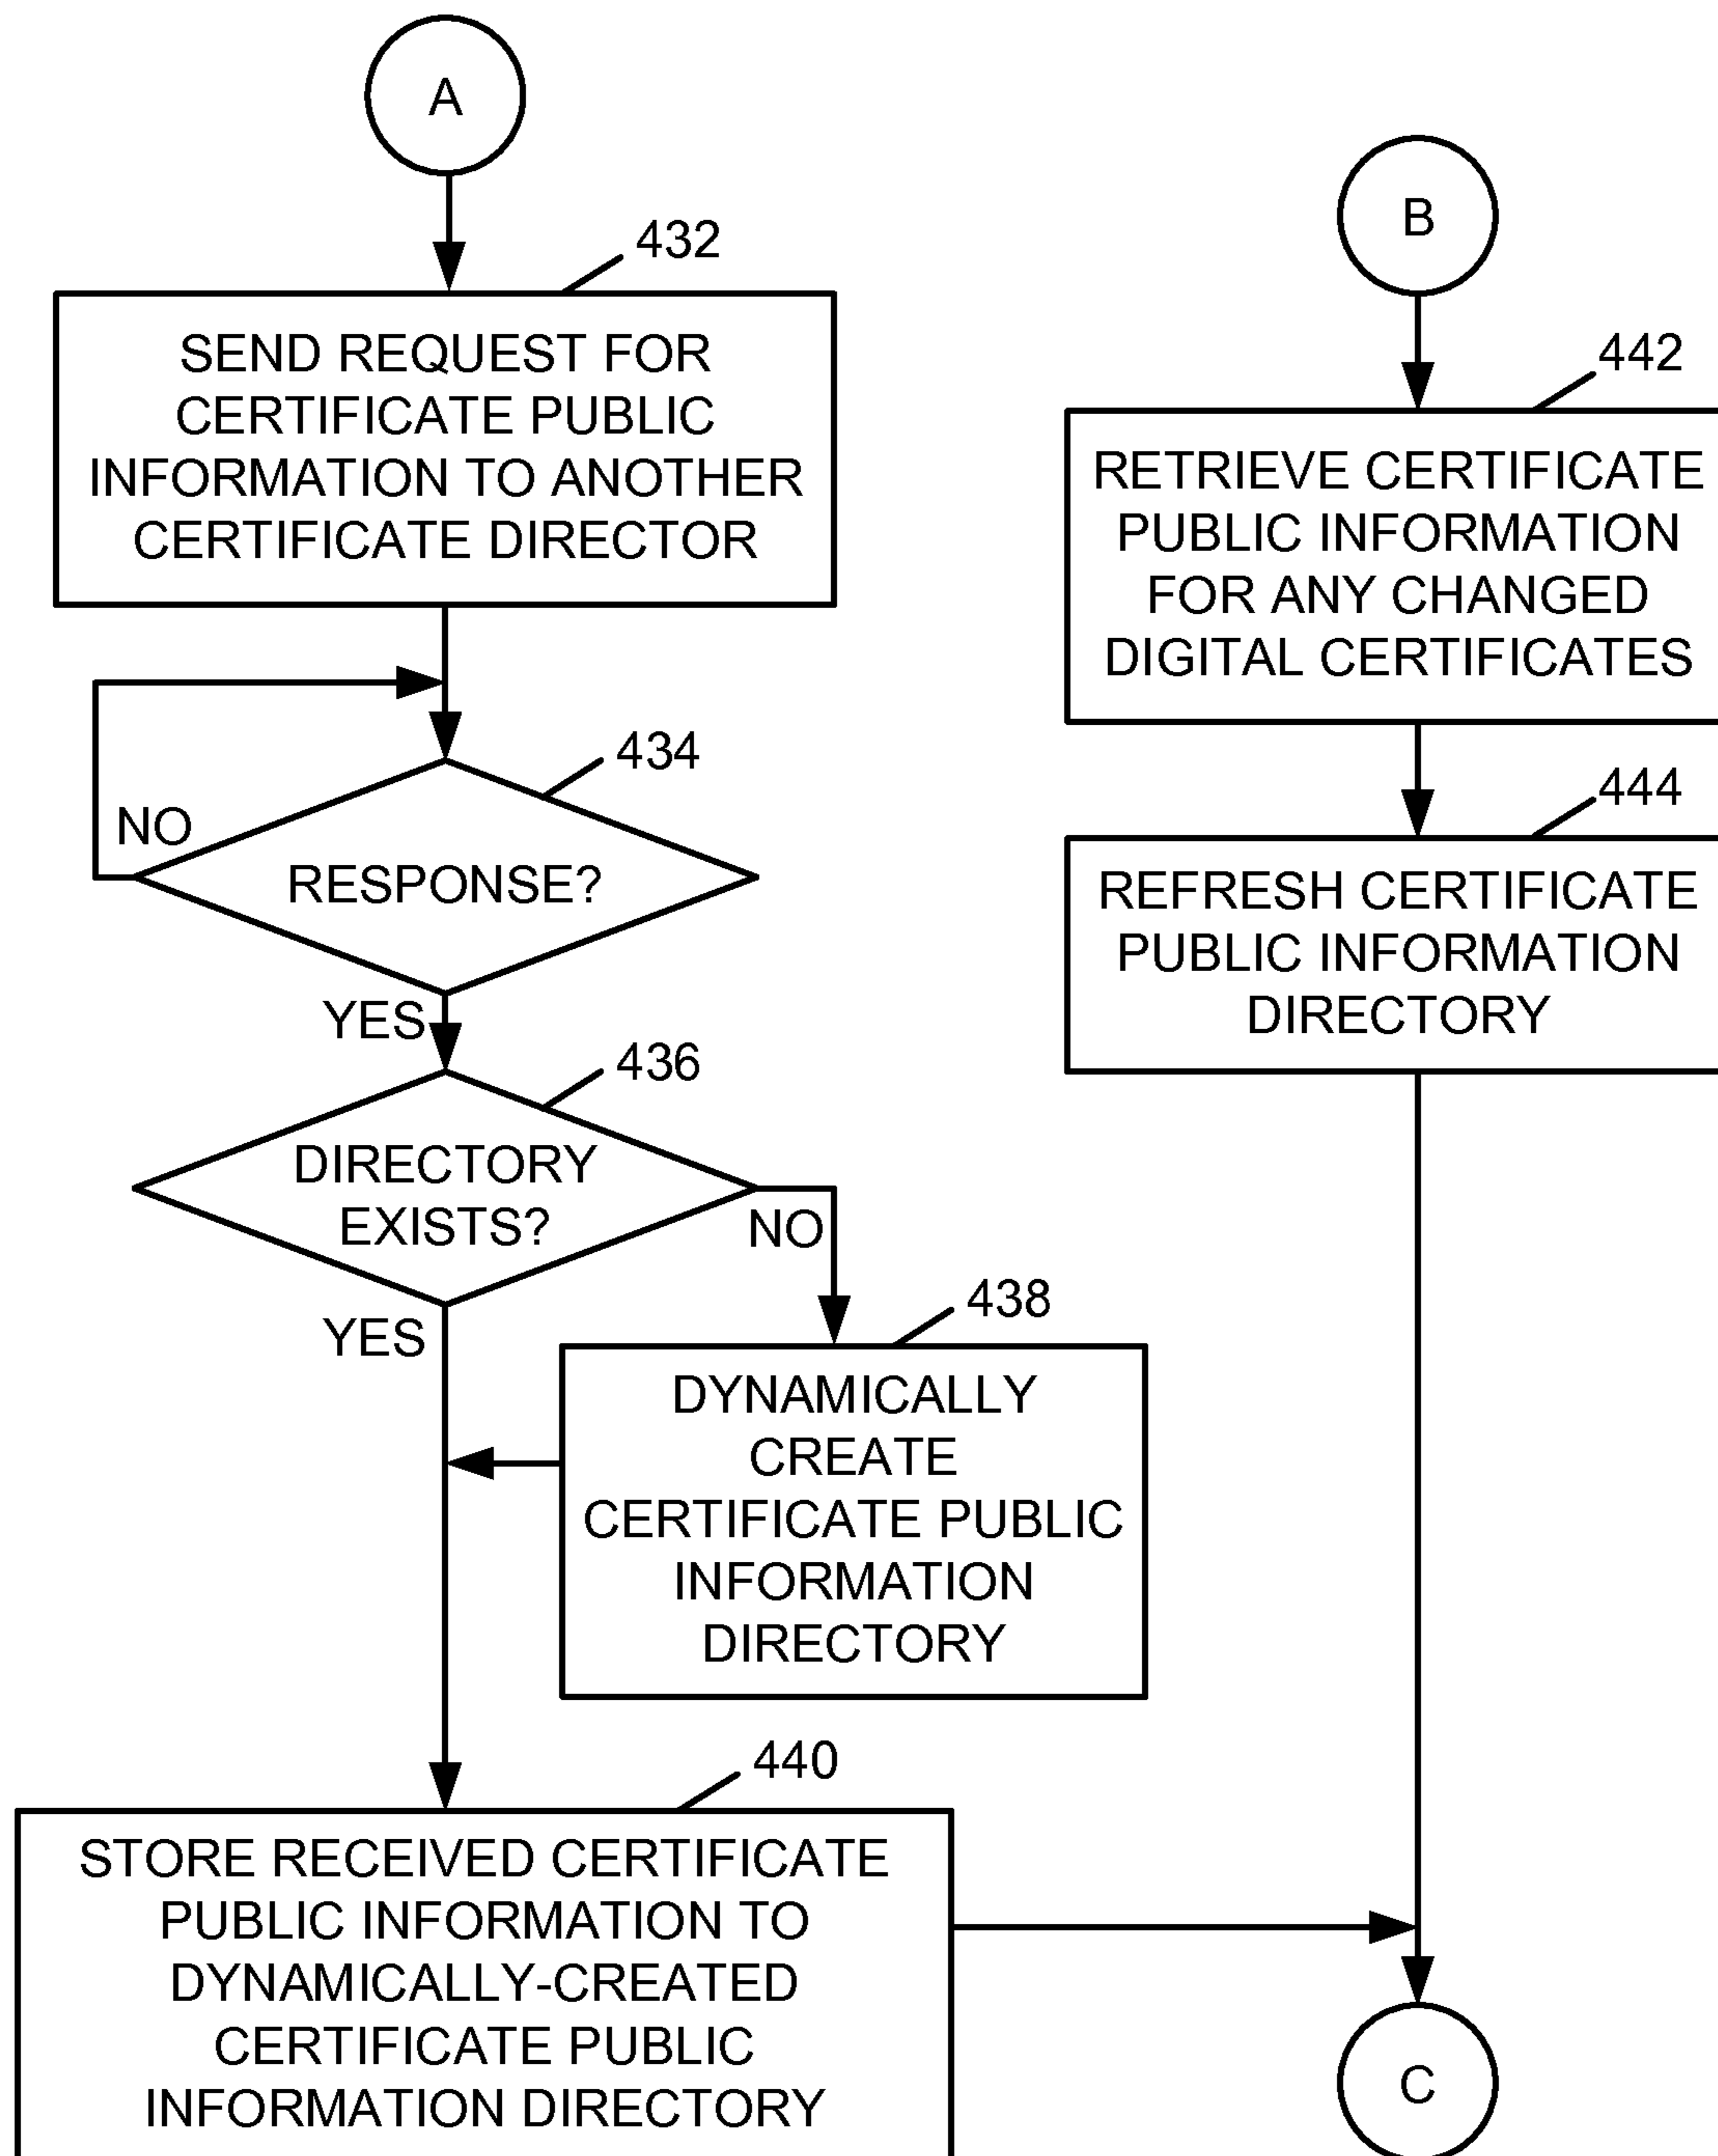 A
432
SEND REQUEST FOR
CERTIFICATE PUBLIC
INFORMATION TO ANOTHER
CERTIFICATE DIRECTOR
434
NO
RESPONSE?
YES
436
DIRECTORY
EXISTS?
NO
YES
438
DYNAMICALLY
CREATE
CERTIFICATE PUBLIC
INFORMATION
DIRECTORY
440
STORE RECEIVED CERTIFICATE
PUBLIC INFORMATION TO
DYNAMICALLY-CREATED
CERTIFICATE PUBLIC
INFORMATION DIRECTORY
B
442
RETRIEVE CERTIFICATE
PUBLIC INFORMATION
FOR ANY CHANGED
DIGITAL CERTIFICATES
444
REFRESH CERTIFICATE
PUBLIC INFORMATION
DIRECTORY
C